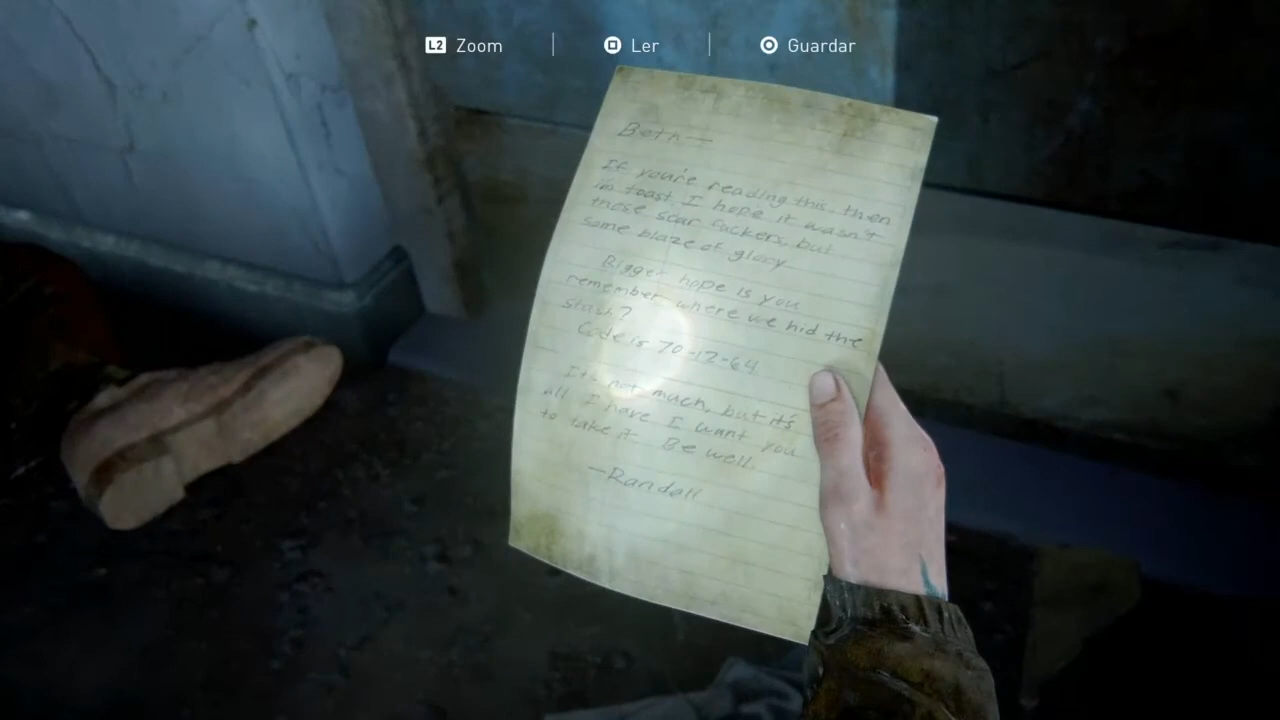 L2 Zoom | Ler | Guardar
Beth—
If you're reading this, then
i'm toast. I hope it wasn't
those scar fuckers, but
some blaze of glory
Bigger hope is you
remember where we hid the
stash?
Code is 70-12-64
It's not much, but it's
all I have I want you
to take it. Be well.
—Randall